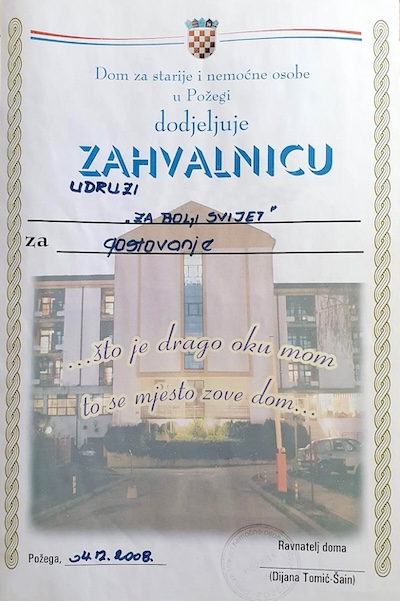 Dom za starije i nemoćne osobe
u Požegi
dodjeljuje
ZAHVALNICU
UDRUZI
„ZA BOLJI SVIJET"
za gostovanje
...što je drago oku mom
to se mjesto zove dom...
Požega, 04.12.2008.
Ravnatelj doma
(Dijana Tomić-Šain)